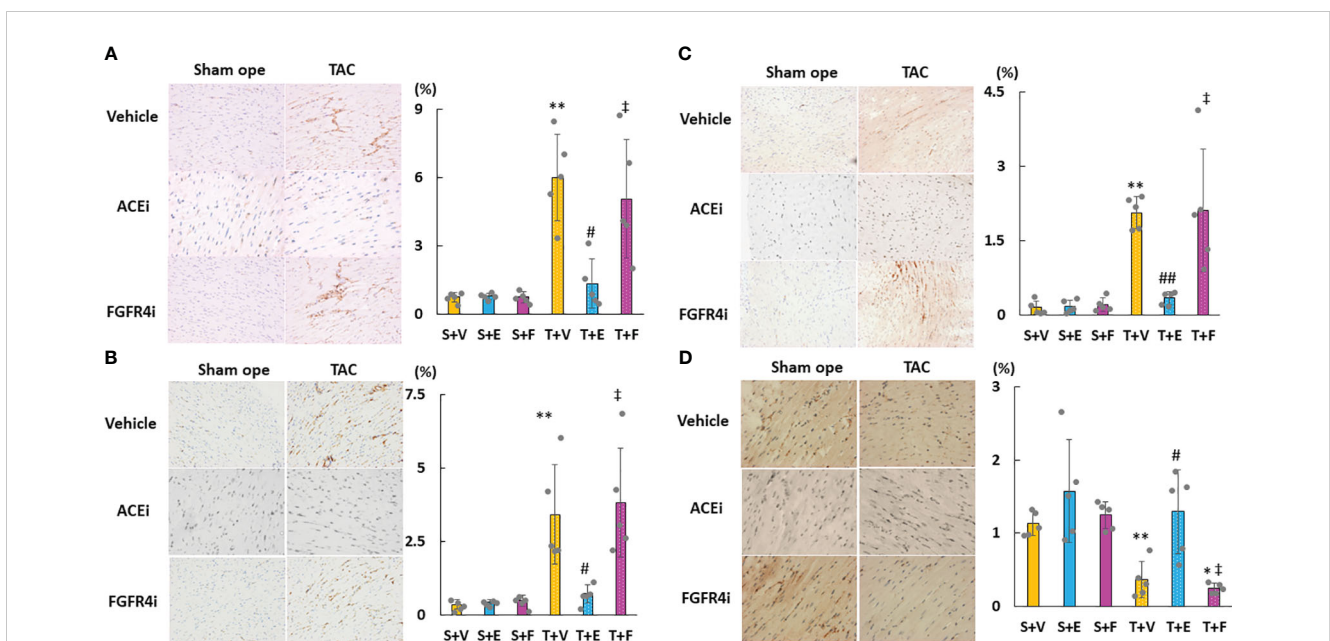 A
Sham ope TAC
Vehicle
ACEi
FGFR4i
(%)
9
6
3
0
**
#
‡
S+V S+E S+F T+V T+E T+F
C
Sham ope TAC
Vehicle
ACEi
FGFR4i
(%)
4.5
3
1.5
0
**
##
‡
S+V S+E S+F T+V T+E T+F
B
Sham ope TAC
Vehicle
ACEi
FGFR4i
(%)
7.5
5
2.5
0
**
#
‡
S+V S+E S+F T+V T+E T+F
D
Sham ope TAC
Vehicle
ACEi
FGFR4i
(%)
3
2
1
0
**
#
* ‡
S+V S+E S+F T+V T+E T+F